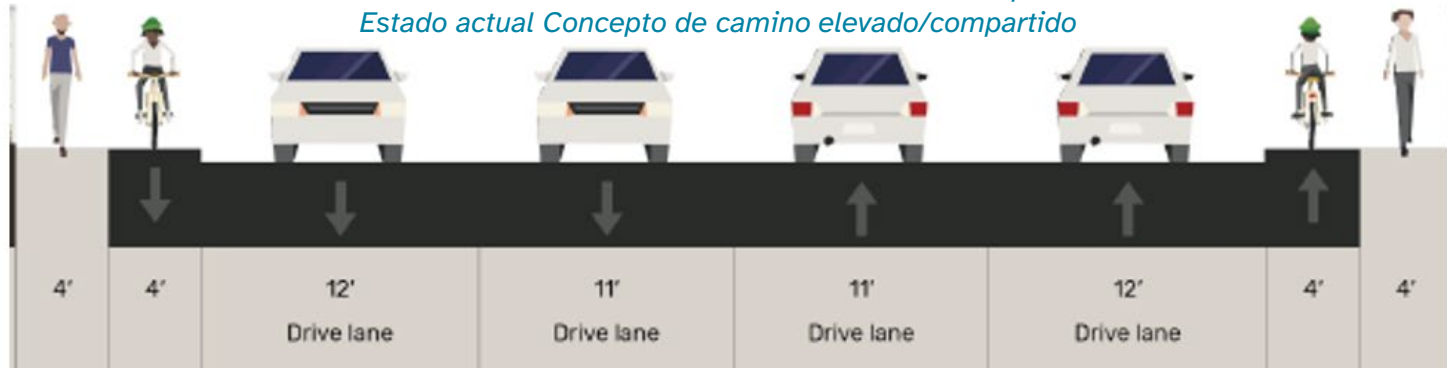 Estado actual Concepto de camino elevado/compartido
4' 4' 12' 11' 11' 12' 4' 4'
Drive lane Drive lane Drive lane Drive lane